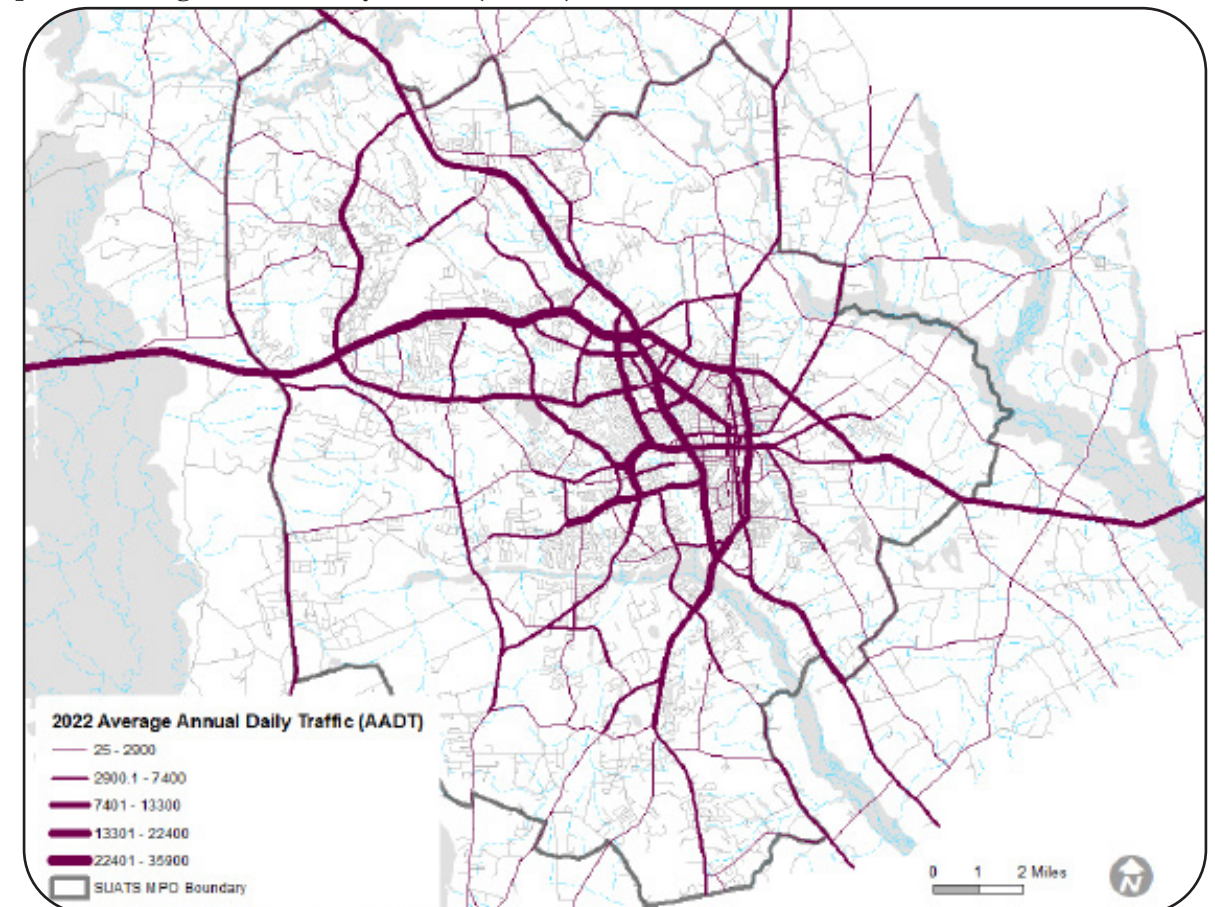 2022 Average Annual Daily Traffic (AADT)
25 - 2900
2900.1 - 7400
7401 - 13300
13301 - 22400
22401 - 35900
SUATS MPO Boundary
0 1 2 Miles
N